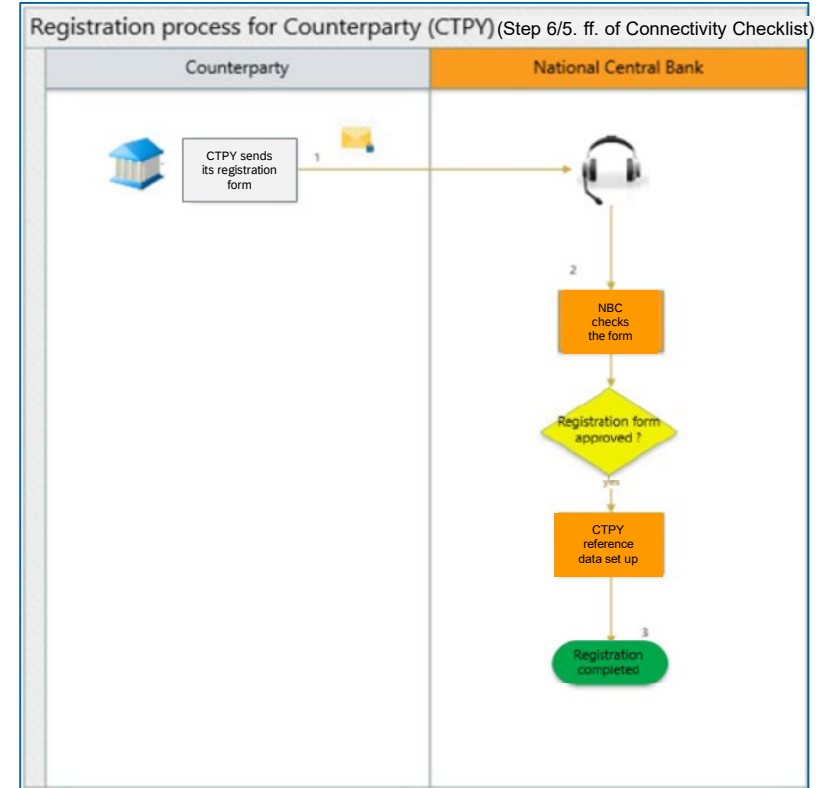 Registration process for Counterparty (CTPY) (Step 6/5. ff. of Connectivity Checklist)
Counterparty
National Central Bank
CTPY sends
its registration
form
1
2
NBC
checks
the form
Registration form
approved ?
yes
CTPY
reference
data set up
3
Registration
completed